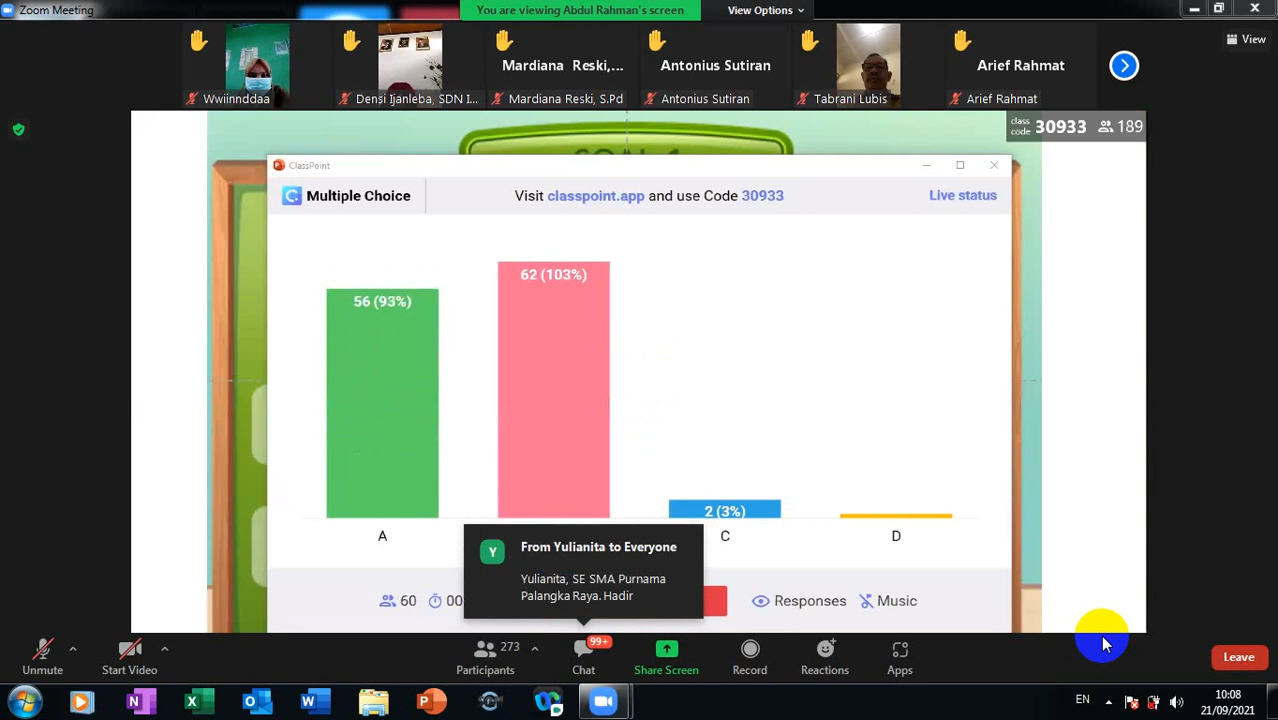 Zoom Meeting
You are viewing Abdul Rahman's screen
View Options
Wwiinnddaa
Densi Ijanleba, SDN I...
Mardiana Reski,...
Mardiana Reski, S.Pd
Antonius Sutiran
Antonius Sutiran
Tabrani Lubis
Arief Rahmat
Arief Rahmat
View
class code 30933 189
ClassPoint
Multiple Choice
Visit classpoint.app and use Code 30933
Live status
56 (93%)
62 (103%)
2 (3%)
A
C
D
From Yulianita to Everyone
Yulianita, SE SMA Purnama
Palangka Raya. Hadir
60
00
Responses
Music
Unmute
Start Video
273
Participants
99+
Chat
Share Screen
Record
Reactions
Apps
Leave
EN
10:08
21/09/2021